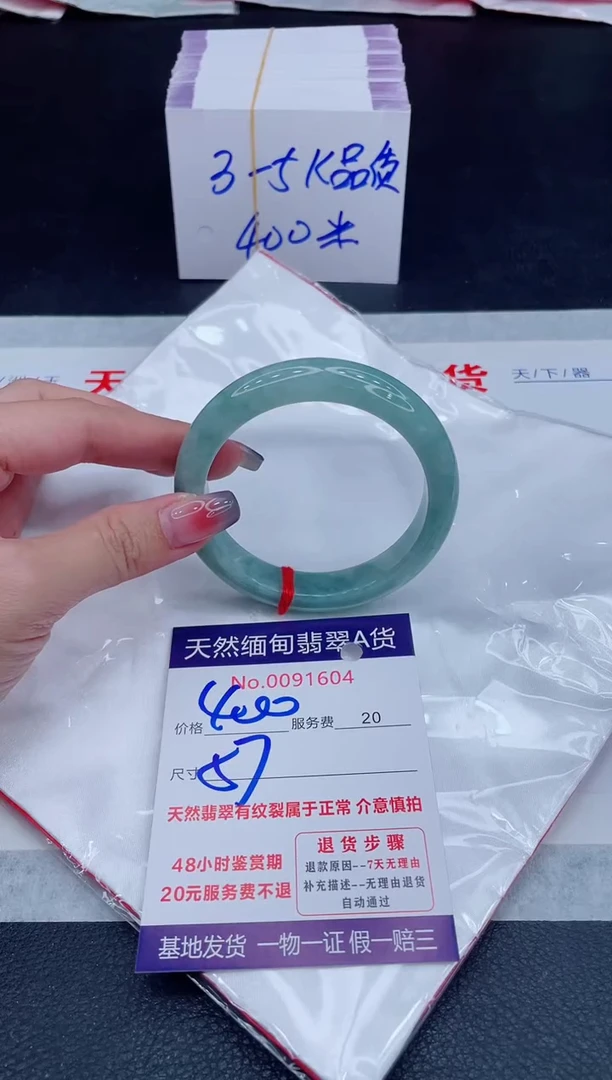 3-5K品质
400米
天
货
天/下/器
天然缅甸翡翠A货
No.0091604
价格 400 服务费 20
尺寸 57
天然翡翠有纹裂属于正常 介意慎拍
48小时鉴赏期
20元服务费不退
退货步骤
退款原因--7天无理由
补充描述--无理由退货
自动通过
基地发货 一物一证 假一赔三